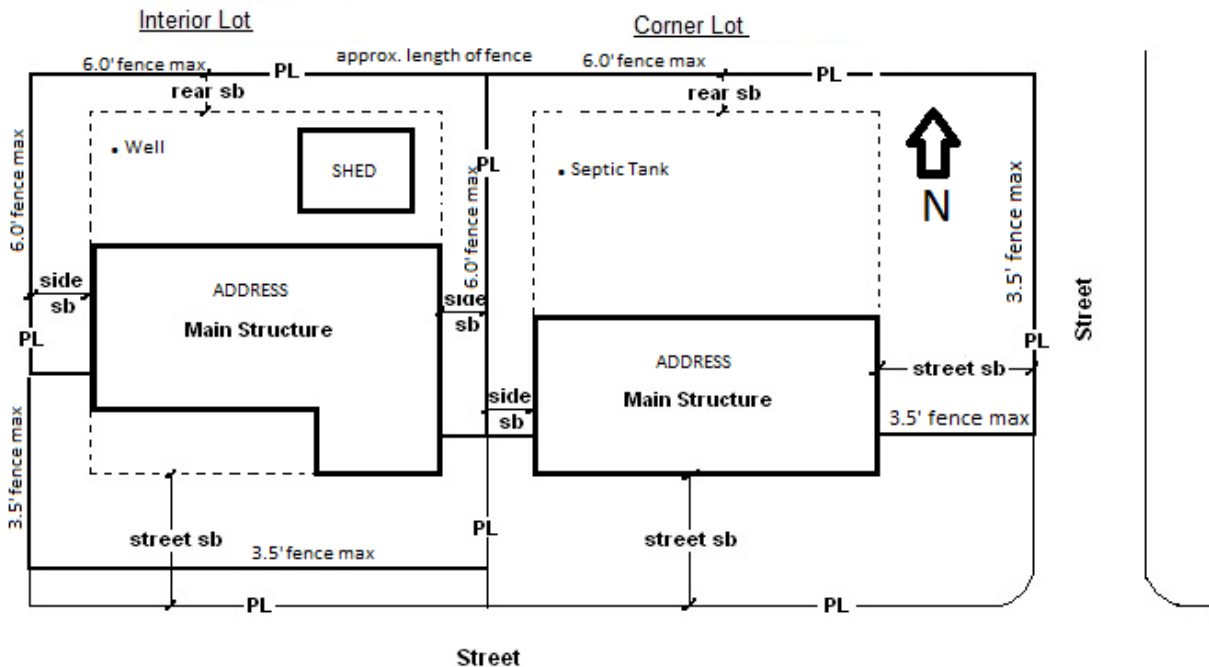 Interior Lot
Corner Lot
6.0' fence max
PL
approx. length of fence
6.0' fence max
PL
rear sb
rear sb
Well
SHED
PL
Septic Tank
N
6.0' fence max
6.0' fence max
3.5' fence max
side
sb
ADDRESS
Main Structure
side
sb
PL
Street
PL
ADDRESS
Main Structure
street sb
side
sb
3.5' fence max
3.5' fence max
street sb
3.5' fence max
PL
street sb
PL
PL
Street